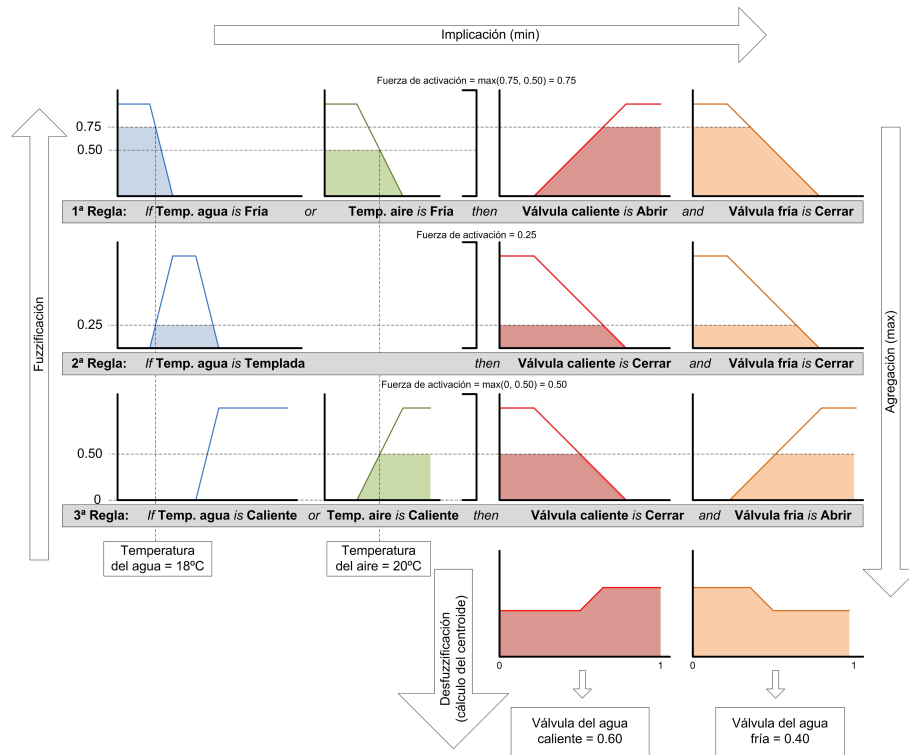 Implicación (min)
Fuerza de activación = max(0.75, 0.50) = 0.75
0.75
0.50
1ª Regla: If Temp. agua is Fría or Temp. aire is Fría then Válvula caliente is Abrir and Válvula fría is Cerrar
Fuerza de activación = 0.25
0.25
2ª Regla: If Temp. agua is Templada then Válvula caliente is Cerrar and Válvula fría is Cerrar
Fuerza de activación = max(0, 0.50) = 0.50
0.50
0
3ª Regla: If Temp. agua is Caliente or Temp. aire is Caliente then Válvula caliente is Cerrar and Válvula fría is Abrir
Fuzzificación
Agregación (max)
Temperatura
del agua = 18ºC
Temperatura
del aire = 20ºC
Desfuzzificación
(cálculo del centroide)
0 1
0 1
Válvula del agua
caliente = 0.60
Válvula del agua
fría = 0.40